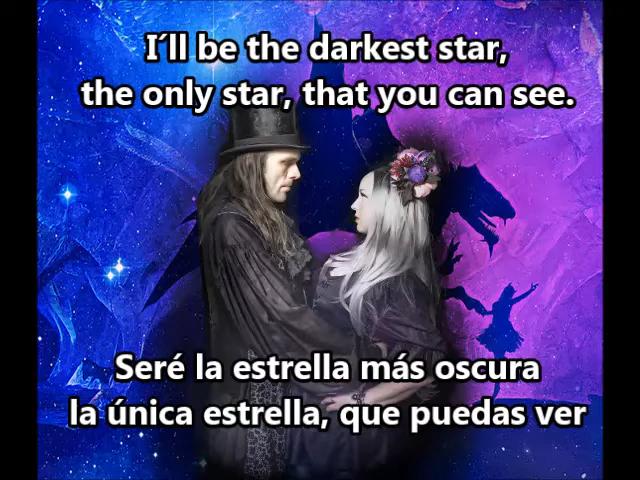 I´ll be the darkest star,
the only star, that you can see.
Seré la estrella más oscura
la única estrella, que puedas ver